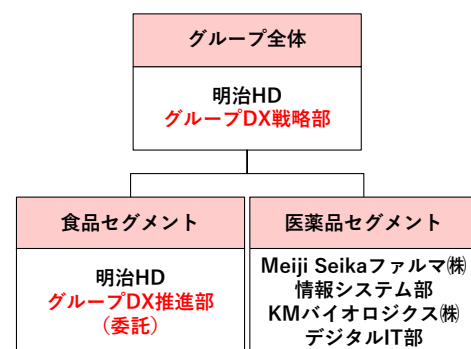 グループ全体
明治HD
グループDX戦略部
食品セグメント
明治HD
グループDX推進部
（委託）
医薬品セグメント
Meiji Seikaファルマ㈱
情報システム部
KMバイオロジクス㈱
デジタルIT部